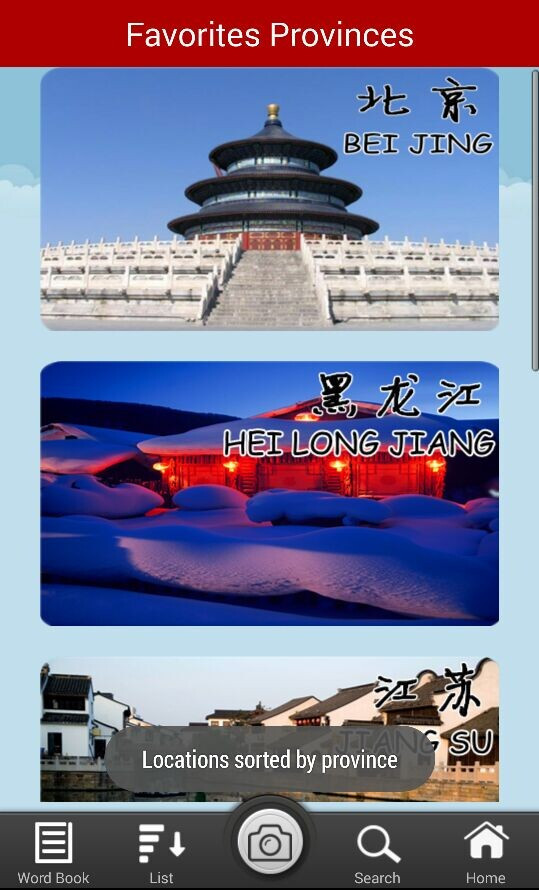 Favorites Provinces
北京
BEI JING
黑龙江
HEI LONG JIANG
江苏
JIANG SU
Locations sorted by province
Word Book
List
Search
Home